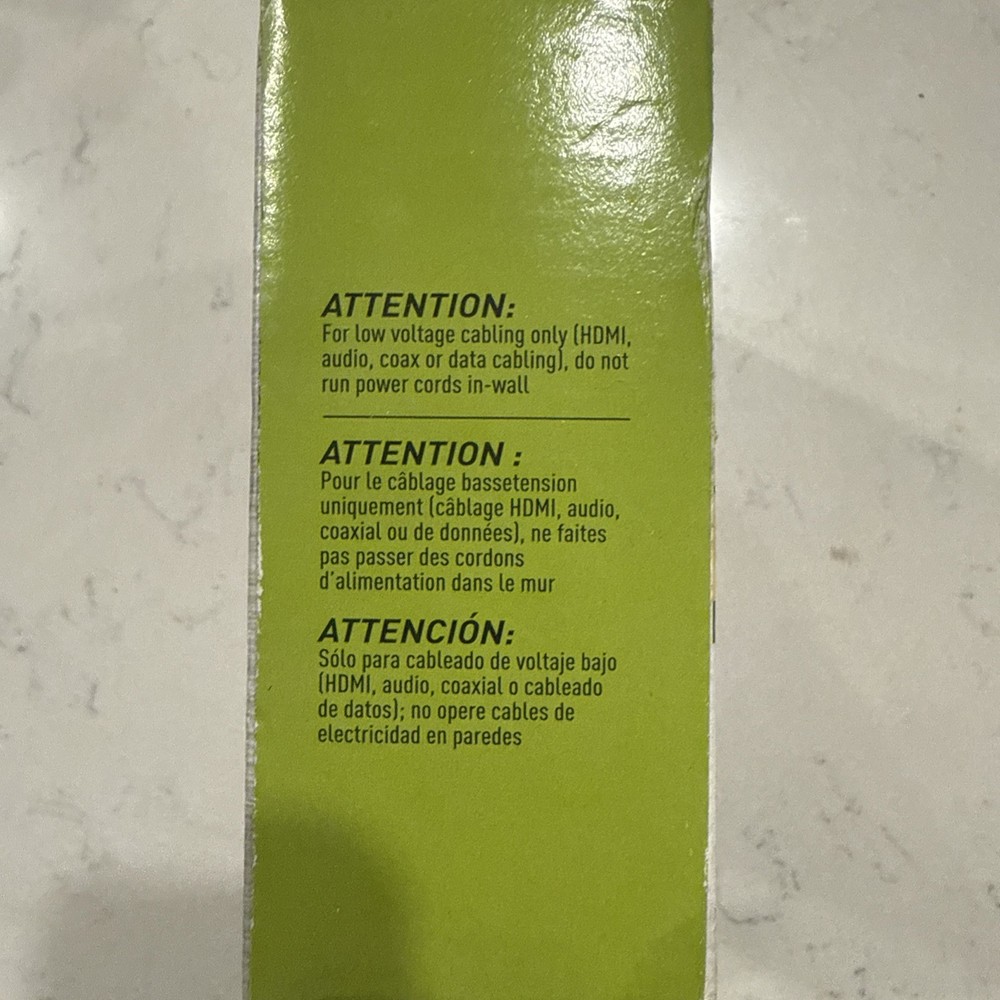 ATTENTION:
For low voltage cabling only (HDMI,
audio, coax or data cabling), do not
run power cords in-wall
ATTENTION :
Pour le câblage bassetension
uniquement (câblage HDMI, audio,
coaxial ou de données), ne faites
pas passer des cordons
d'alimentation dans le mur
ATTENCIÓN:
Sólo para cableado de voltaje bajo
(HDMI, audio, coaxial o cableado
de datos); no opere cables de
electricidad en paredes